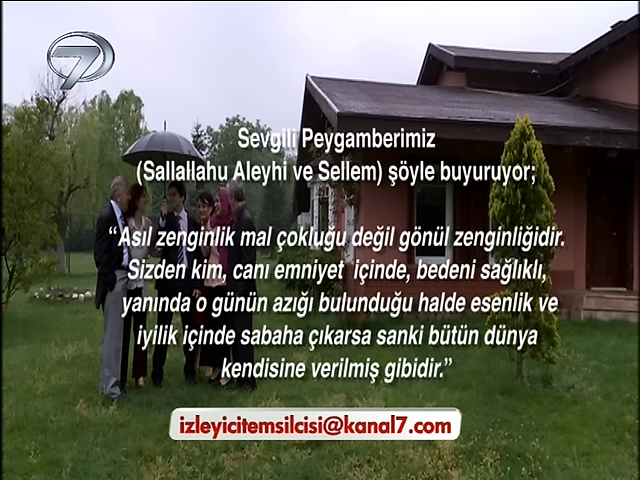 7
Sevgili Peygamberimiz
(Sallallahu Aleyhi ve Sellem) şöyle buyuruyor;
“Asıl zenginlik mal çokluğu değil gönül zenginliğidir.
Sizden kim, canı emniyet içinde, bedeni sağlıklı,
yanında o günün azığı bulunduğu halde esenlik ve
iyilik içinde sabaha çıkarsa sanki bütün dünya
kendisine verilmiş gibidir.”
izleyicitemsilcisi@kanal7.com